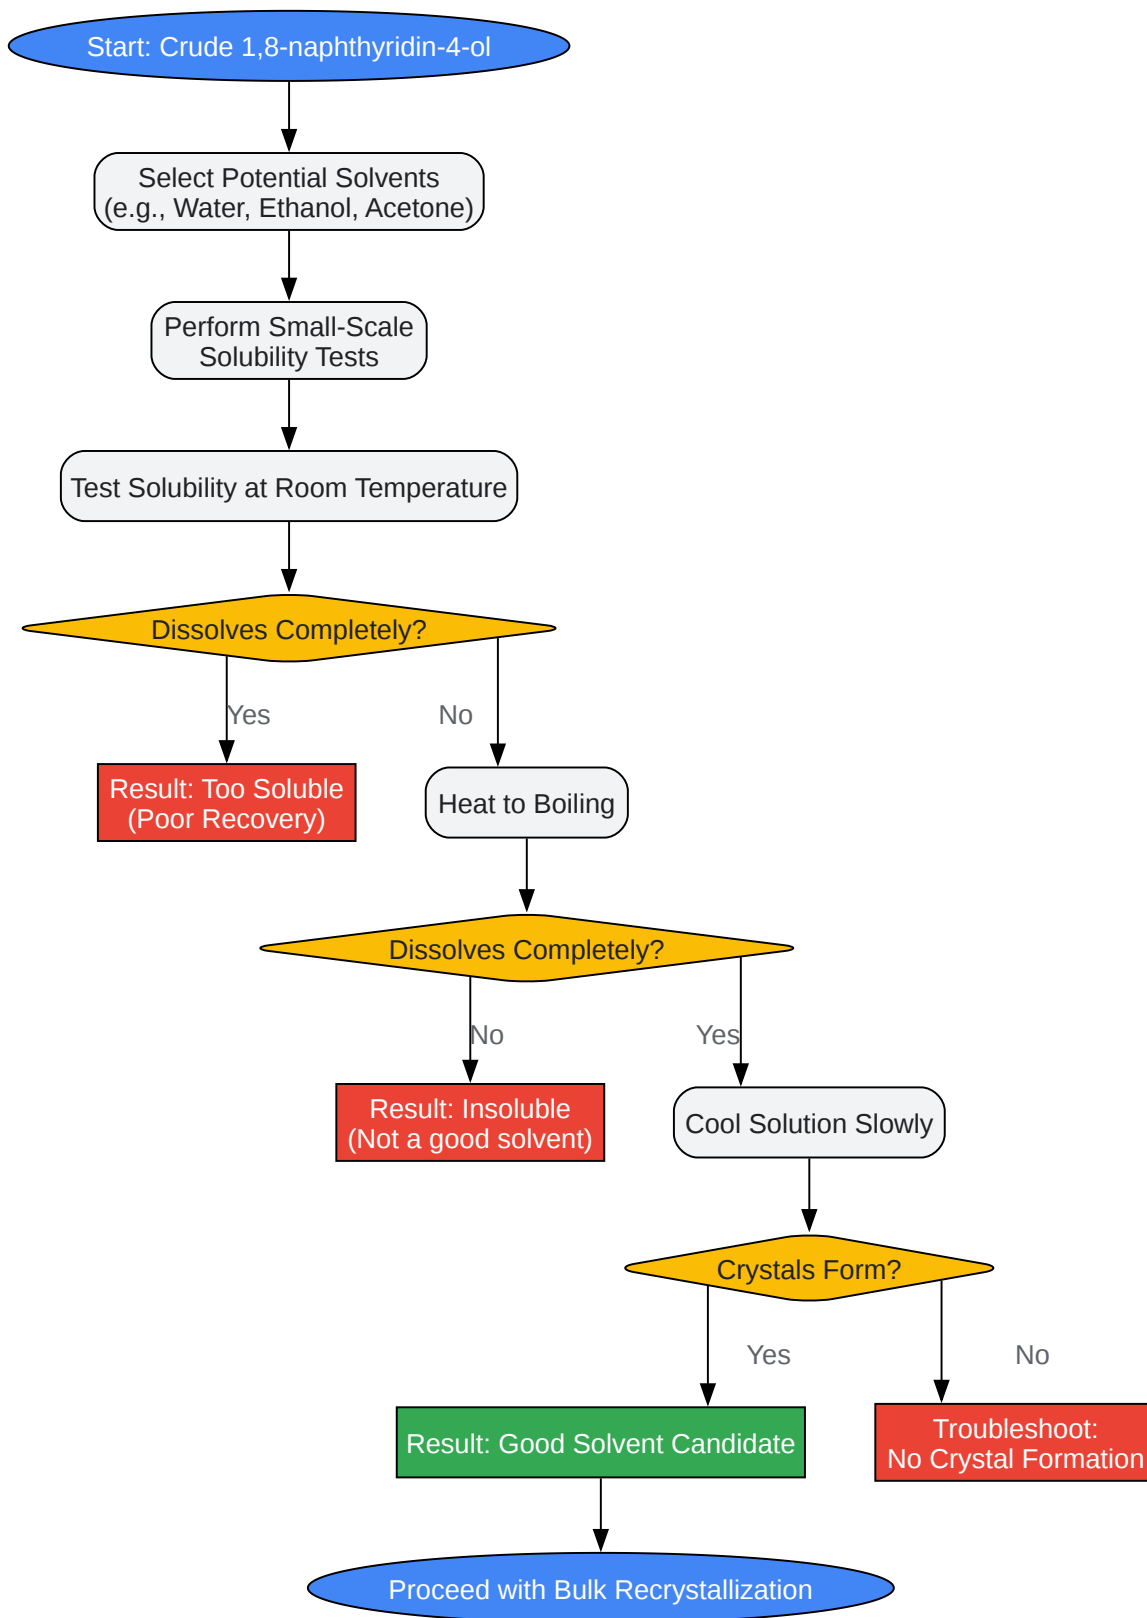 Start: Crude 1,8-naphthyridin-4-ol
Select Potential Solvents
(e.g., Water, Ethanol, Acetone)
Perform Small-Scale
Solubility Tests
Test Solubility at Room Temperature
Dissolves Completely?
Yes
No
Result: Too Soluble
(Poor Recovery)
Heat to Boiling
Dissolves Completely?
No
Yes
Result: Insoluble
(Not a good solvent)
Cool Solution Slowly
Crystals Form?
Yes
No
Result: Good Solvent Candidate
Troubleshoot:
No Crystal Formation
Proceed with Bulk Recrystallization